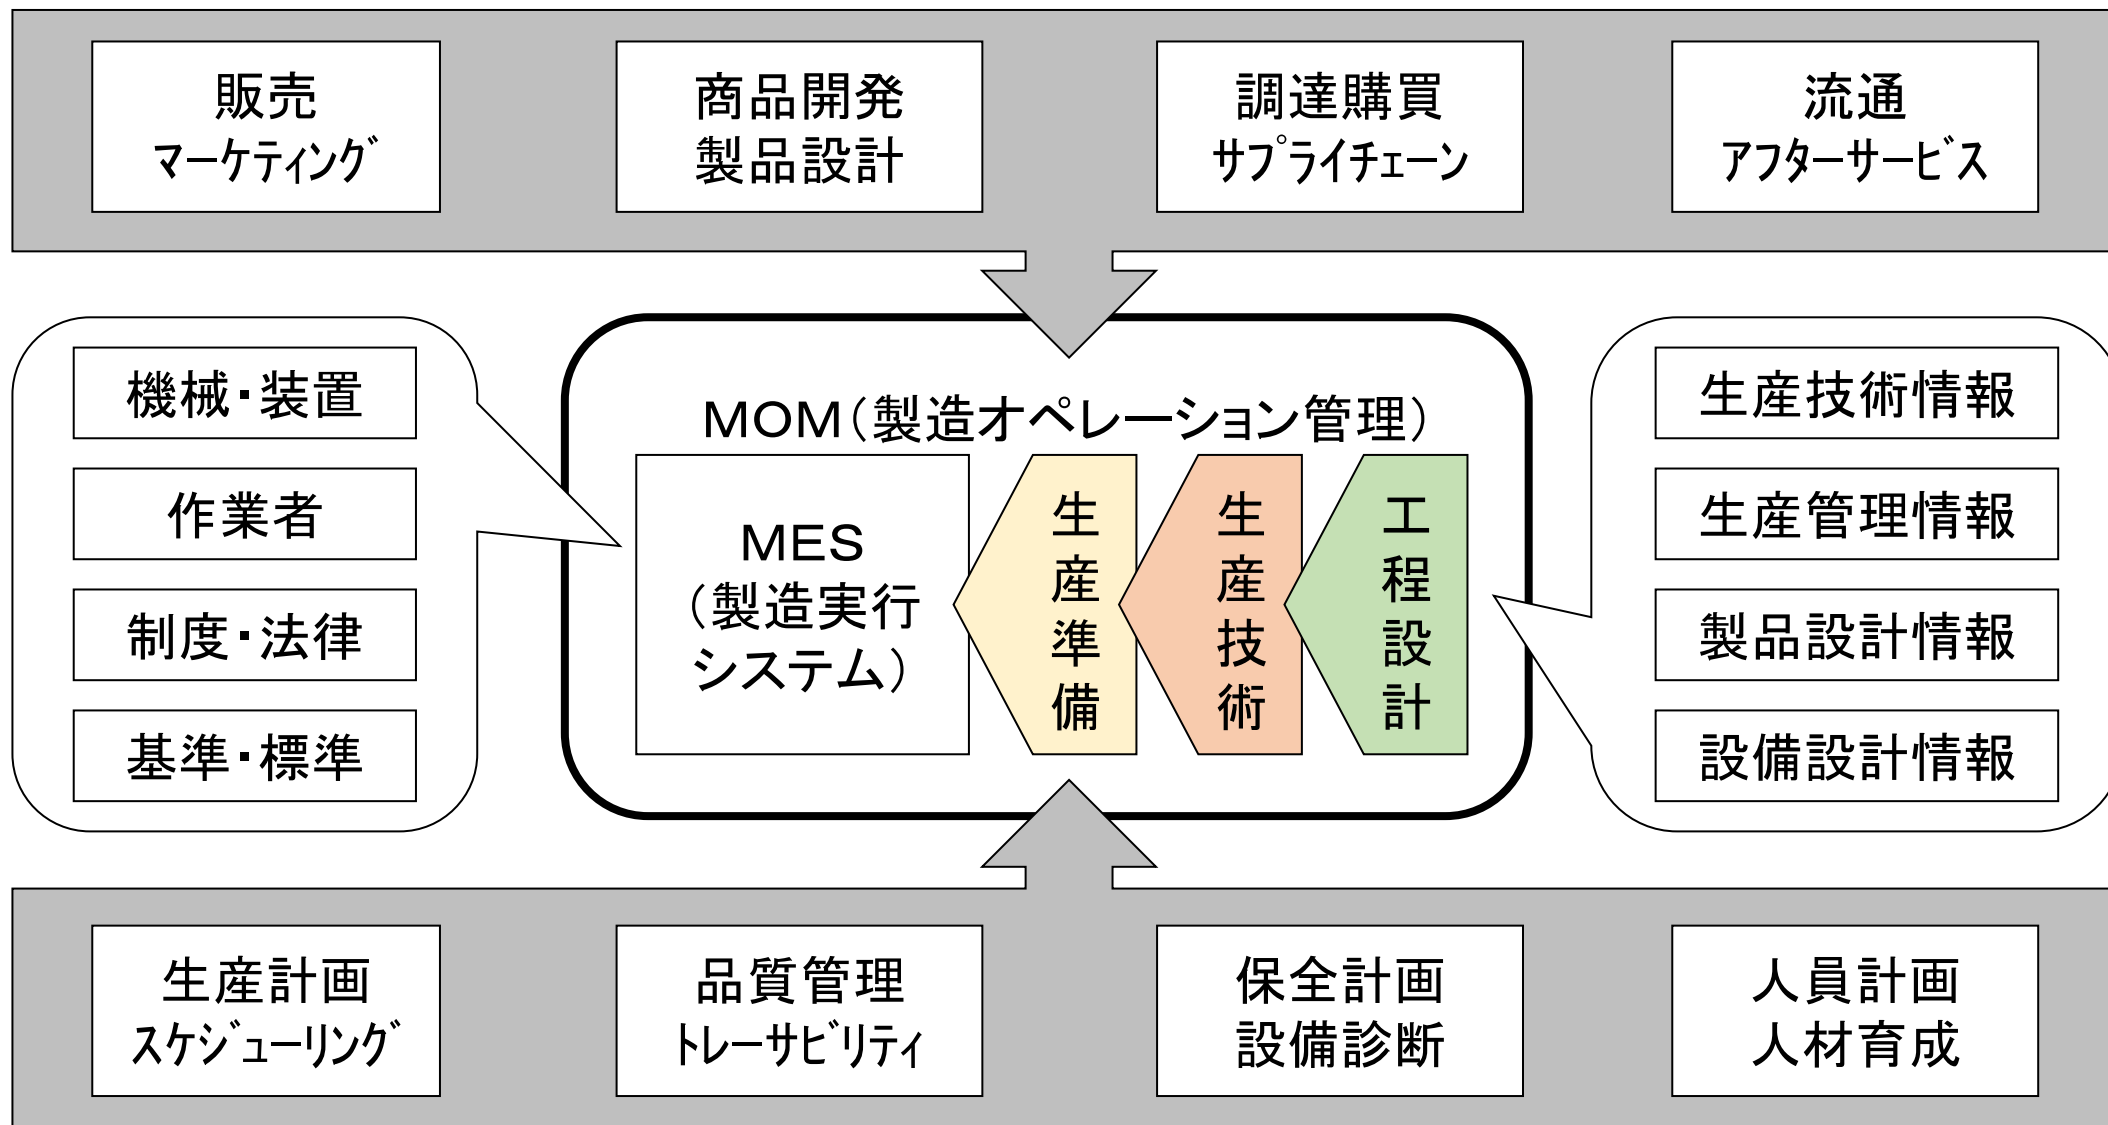 販売
ﾏｰｹﾃｨﾝｸﾞ
商品開発
製品設計
調達購買
ｻﾌﾟﾗｲﾁｪｰﾝ
流通
ｱﾌﾀｰｻｰﾋﾞｽ
機械・装置
作業者
制度・法律
基準・標準
MOM（製造オペレーション管理）
MES
（製造実行
システム）
生産準備
生産技術
工程設計
生産技術情報
生産管理情報
製品設計情報
設備設計情報
生産計画
ｽｹｼﾞｭｰﾘﾝｸﾞ
品質管理
ﾄﾚｰｻﾋﾞﾘﾃｨ
保全計画
設備診断
人員計画
人材育成